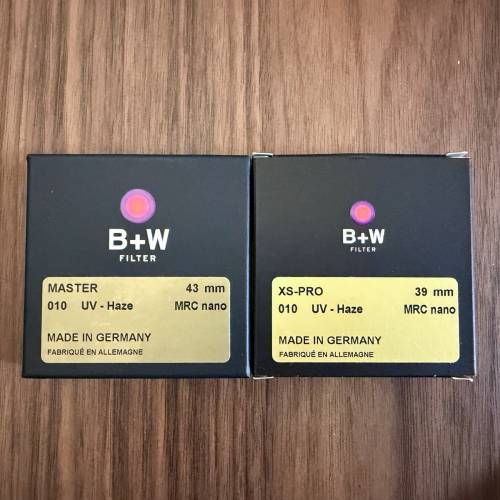 B+W
FILTER
MASTER 43 mm
010 UV - Haze MRC nano
MADE IN GERMANY
FABRIQUÉ EN ALLEMAGNE
B+W
FILTER
XS-PRO 39 mm
010 UV - Haze MRC nano
MADE IN GERMANY
FABRIQUÉ EN ALLEMAGNE